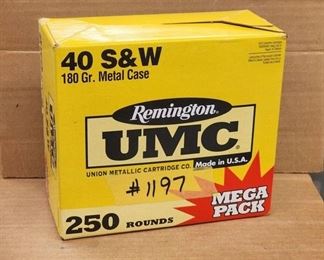 40 S&W
180 Gr. Metal Case
Remington
UMC
Made in U.S.A.
UNION METALLIC CARTRIDGE CO.
#1197
MEGA
PACK
250 ROUNDS